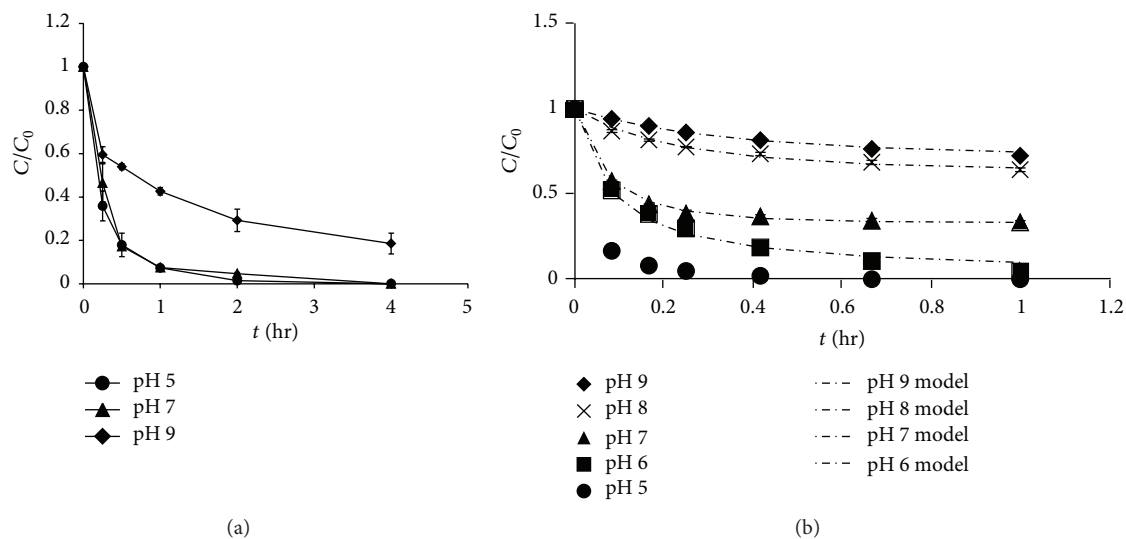 1.2
1
0.8
0.6
0.4
0.2
0
C/C0
0 1 2 3 4 5
t (hr)
pH 5
pH 7
pH 9
(a)
1.5
1
0.5
0
C/C0
0 0.2 0.4 0.6 0.8 1 1.2
t (hr)
pH 9
pH 8
pH 7
pH 6
pH 5
pH 9 model
pH 8 model
pH 7 model
pH 6 model
(b)